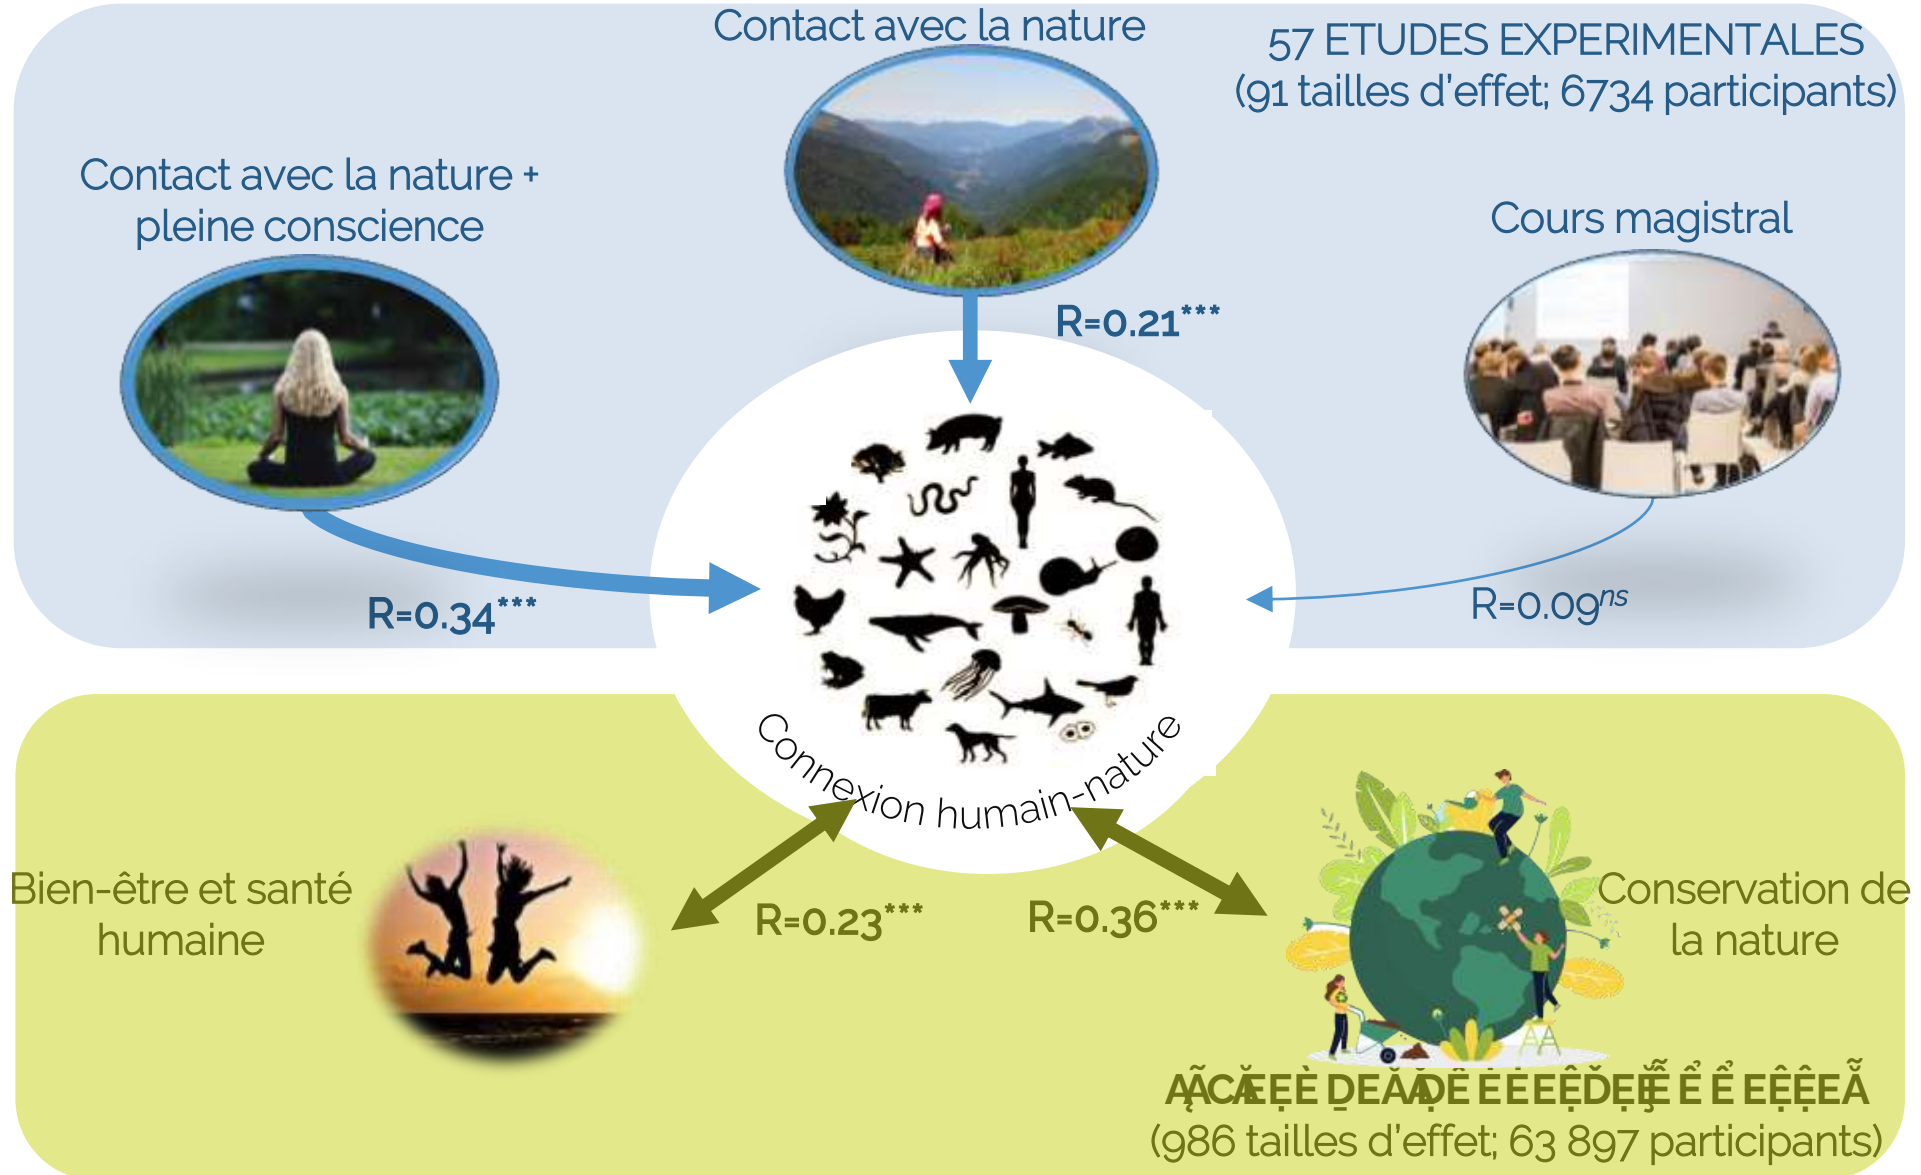 Contact avec la nature
57 ETUDES EXPERIMENTALES
(91 tailles d'effet; 6734 participants)
Contact avec la nature +
pleine conscience
Cours magistral
R=0.21***
R=0.34***
R=0.09ns
Connexion humain-nature
Bien-être et santé
humaine
R=0.23***
R=0.36***
Conservation de
la nature
(986 tailles d'effet; 63 897 participants)